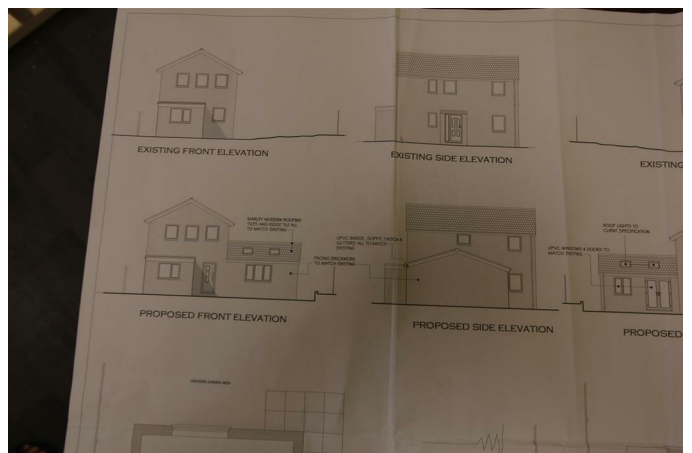 EXISTING FRONT ELEVATION
EXISTING SIDE ELEVATION
EXISTING
MARLEY MODERN ROOFING
TILES AND RIDGE TILE ALL
TO MATCH EXISTING
UPVC BARGE, SOFFIT, FASCIA &
GUTTERS ALL TO MATCH
EXISTING
FACING BRICKWORK
TO MATCH EXISTING
ROOF LIGHTS TO
CLIENT SPECIFICATION
UPVC WINDOWS & DOORS TO
MATCH EXISTING
PROPOSED FRONT ELEVATION
PROPOSED SIDE ELEVATION
PROPOSED
GARDEN AREA